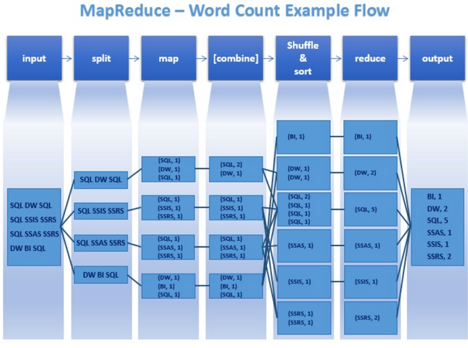 MapReduce – Word Count Example Flow
input
split
map
[combine]
Shuffle
&
sort
reduce
output
SQL DW SQL
SQL SSIS SSRS
SQL SSAS SSRS
DW BI SQL
SQL DW SQL
SQL SSIS SSRS
SQL SSAS SSRS
DW BI SQL
(SQL, 1)
(DW, 1)
(SQL, 1)
(SQL, 1)
(SSIS, 1)
(SSRS, 1)
(SQL, 1)
(SSAS, 1)
(SSRS, 1)
(DW, 1)
(BI, 1)
(SQL, 1)
(SQL, 2)
(DW, 1)
(SQL, 1)
(SSIS, 1)
(SSRS, 1)
(SQL, 1)
(SSAS, 1)
(SSRS, 1)
(DW, 1)
(BI, 1)
(SQL, 1)
(BI, 1)
(DW, 1)
(DW, 1)
(SQL, 2)
(SQL, 1)
(SQL, 1)
(SQL, 1)
(SSAS, 1)
(SSIS, 1)
(SSRS, 1)
(SSRS, 1)
(BI, 1)
(DW, 2)
(SQL, 5)
(SSAS, 1)
(SSIS, 1)
(SSRS, 2)
BI, 1
DW, 2
SQL, 5
SSAS, 1
SSIS, 1
SSRS, 2